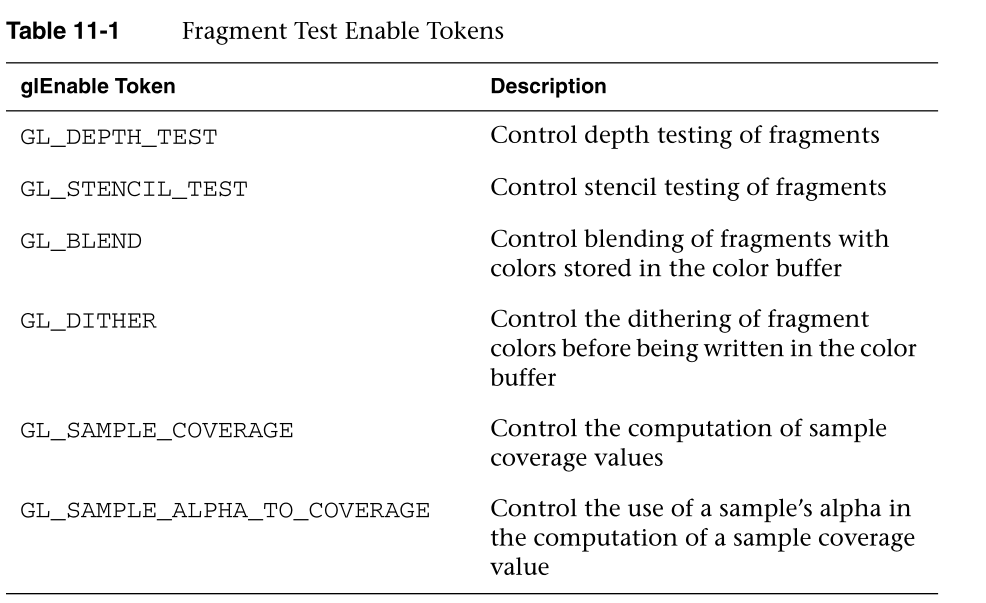 Table 11-1 Fragment Test Enable Tokens
glEnable Token Description
GL_DEPTH_TEST Control depth testing of fragments
GL_STENCIL_TEST Control stencil testing of fragments
GL_BLEND Control blending of fragments with
colors stored in the color buffer
GL_DITHER Control the dithering of fragment
colors before being written in the color
buffer
GL_SAMPLE_COVERAGE Control the computation of sample
coverage values
GL_SAMPLE_ALPHA_TO_COVERAGE Control the use of a sample’s alpha in
the computation of a sample coverage
value